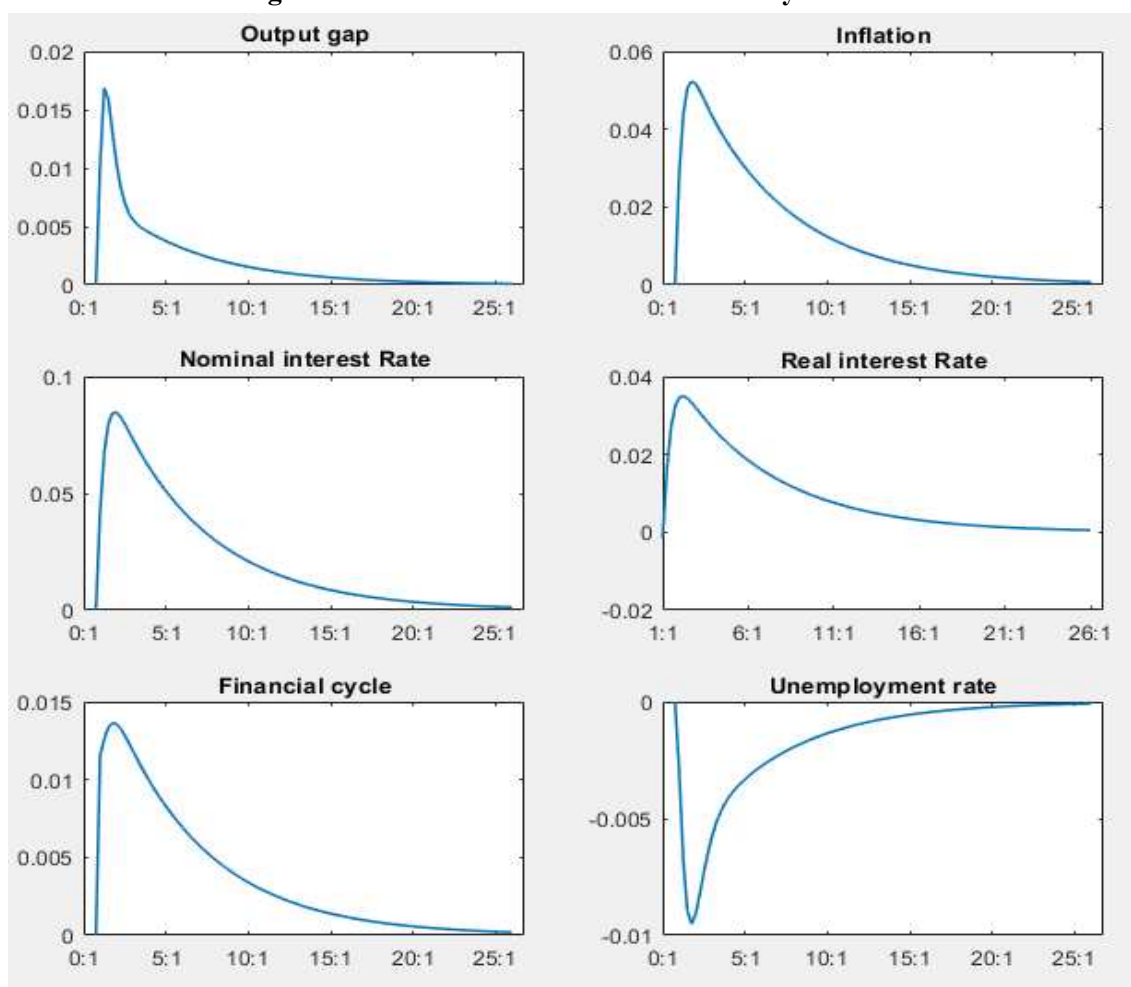 Output gap
0.02
0.015
0.01
0.005
0
0:1 5:1 10:1 15:1 20:1 25:1
Inflation
0.06
0.04
0.02
0
0:1 5:1 10:1 15:1 20:1 25:1
Nominal interest Rate
0.1
0.05
0
0:1 5:1 10:1 15:1 20:1 25:1
Real interest Rate
0.04
0.02
0
-0.02
1:1 6:1 11:1 16:1 21:1 26:1
Financial cycle
0.015
0.01
0.005
0
0:1 5:1 10:1 15:1 20:1 25:1
Unemployment rate
0
-0.005
-0.01
0:1 5:1 10:1 15:1 20:1 25:1